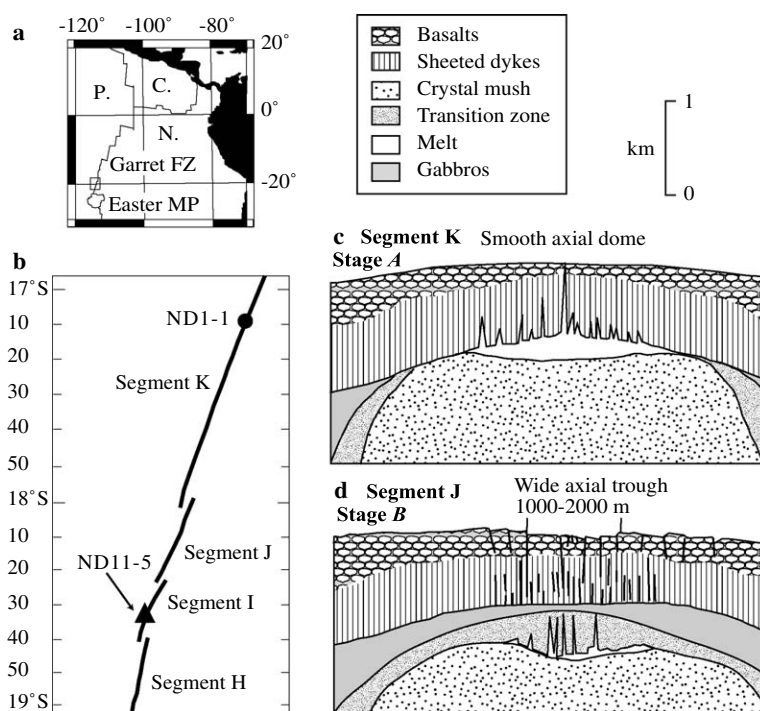 a
-120° -100° -80°
20°
P. C.
0°
N.
Garret FZ
-20°
Easter MP
Basalts
Sheeted dykes
Crystal mush
Transition zone
Melt
Gabbros
1
km
0
b
17°S
10
20
30
40
50
18°S
10
20
30
40
50
19°S
ND1-1
Segment K
Segment J
ND11-5
Segment I
Segment H
c Segment K Smooth axial dome
Stage A
d Segment J Wide axial trough
Stage B 1000-2000 m